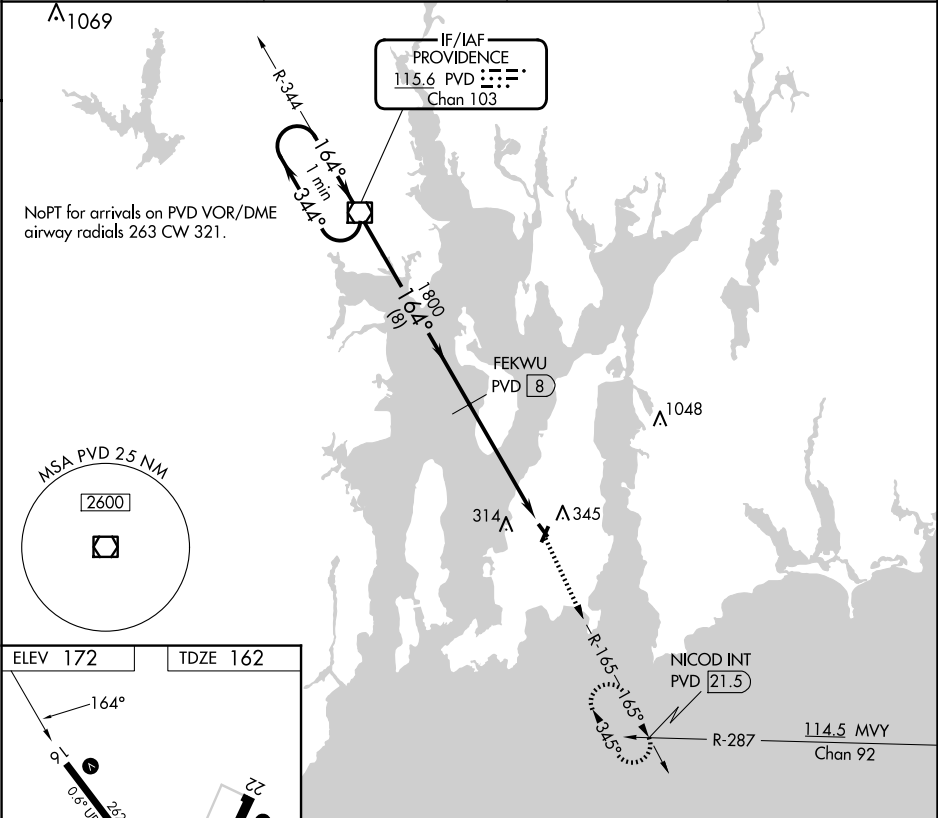 1069
IF/IAF
PROVIDENCE
115.6 PVD
Chan 103
R-344
164°
1 min
344°
NoPT for arrivals on PVD VOR/DME
airway radials 263 CW 321.
1800
164°
(8)
FEKWU
PVD 8
1048
MSA PVD 25 NM
2600
314
345
R-165
165°
345°
NICOD INT
PVD 21.5
R-287
114.5 MVY
Chan 92
ELEV 172
TDZE 162
164°
16
V
22